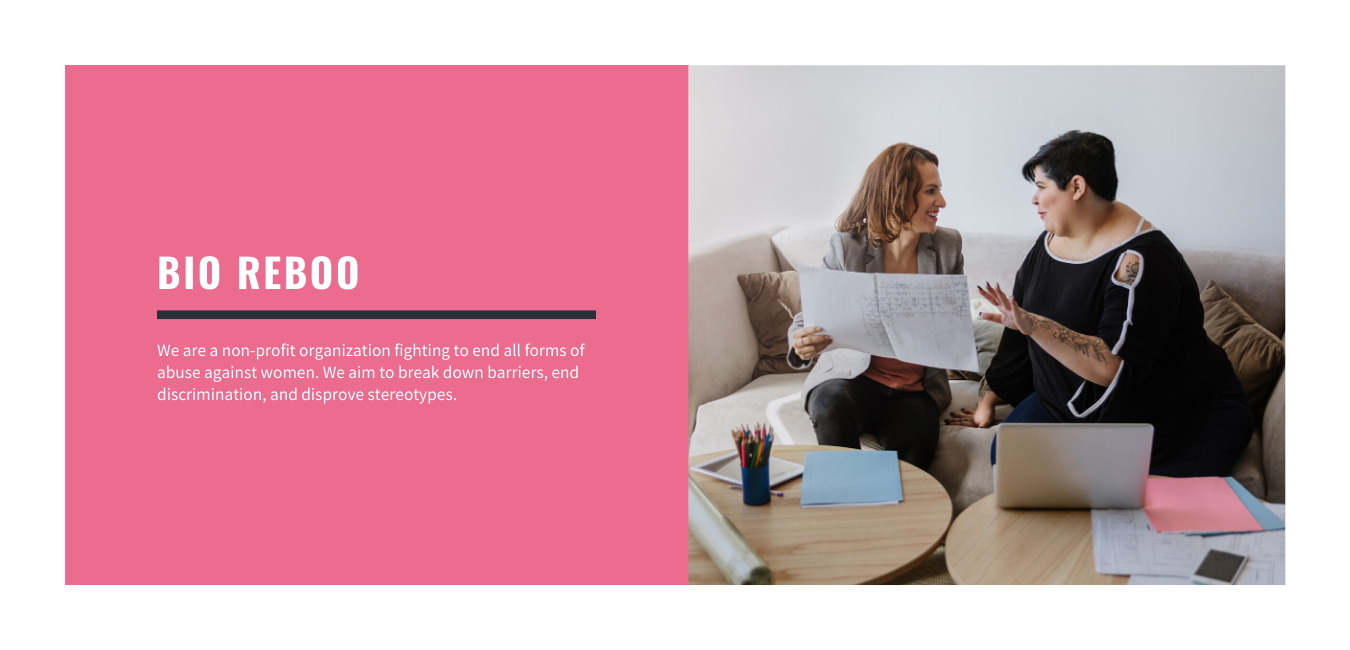 BIO REBOO
We are a non-profit organization fighting to end all forms of
abuse against women. We aim to break down barriers, end
discrimination, and disprove stereotypes.